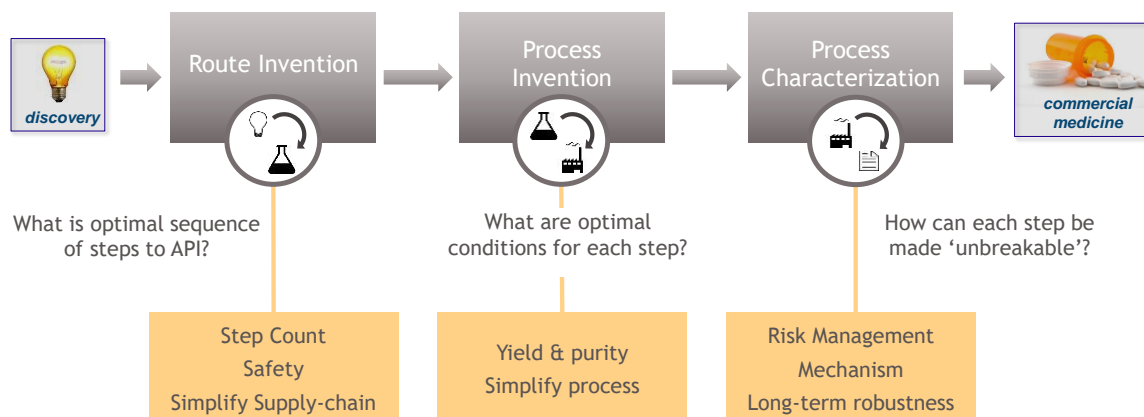 discovery
Route Invention
Process
Invention
Process
Characterization
commercial
medicine
What is optimal sequence
of steps to API?
What are optimal
conditions for each step?
How can each step be
made ‘unbreakable’?
Step Count
Safety
Simplify Supply-chain
Yield & purity
Simplify process
Risk Management
Mechanism
Long-term robustness